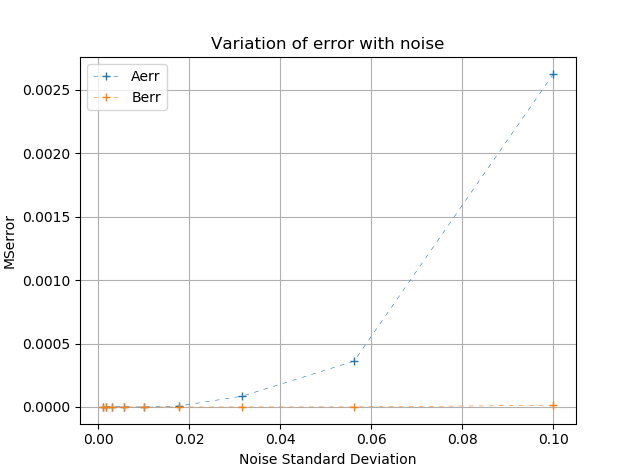 Variation of error with noise
Aerr
Berr
0.0025
0.0020
0.0015
0.0010
0.0005
0.0000
MSerror
0.00 0.02 0.04 0.06 0.08 0.10
Noise Standard Deviation